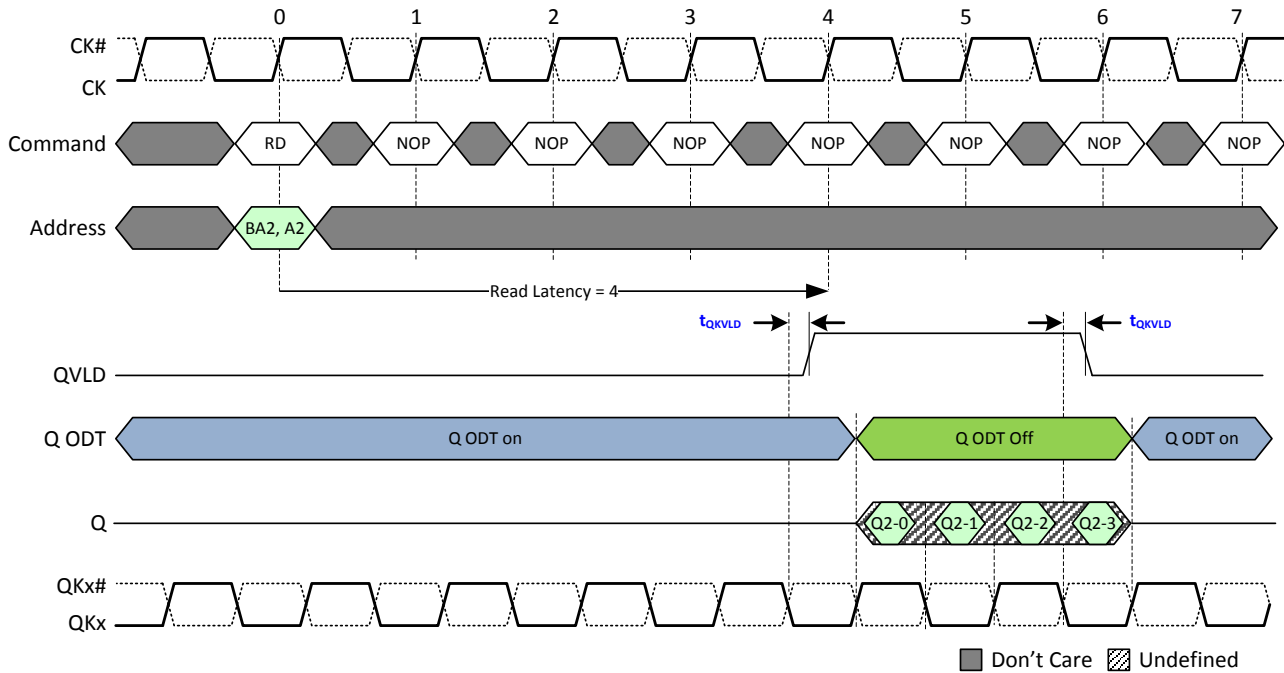 0 1 2 3 4 5 6 7
CK#
CK
Command RD NOP NOP NOP NOP NOP NOP NOP
Address BA2, A2
Read Latency = 4
tQKVLD tQKVLD
QVLD
Q ODT Q ODT on Q ODT Off Q ODT on
Q Q2-0 Q2-1 Q2-2 Q2-3
QKx#
QKx
Don't Care Undefined